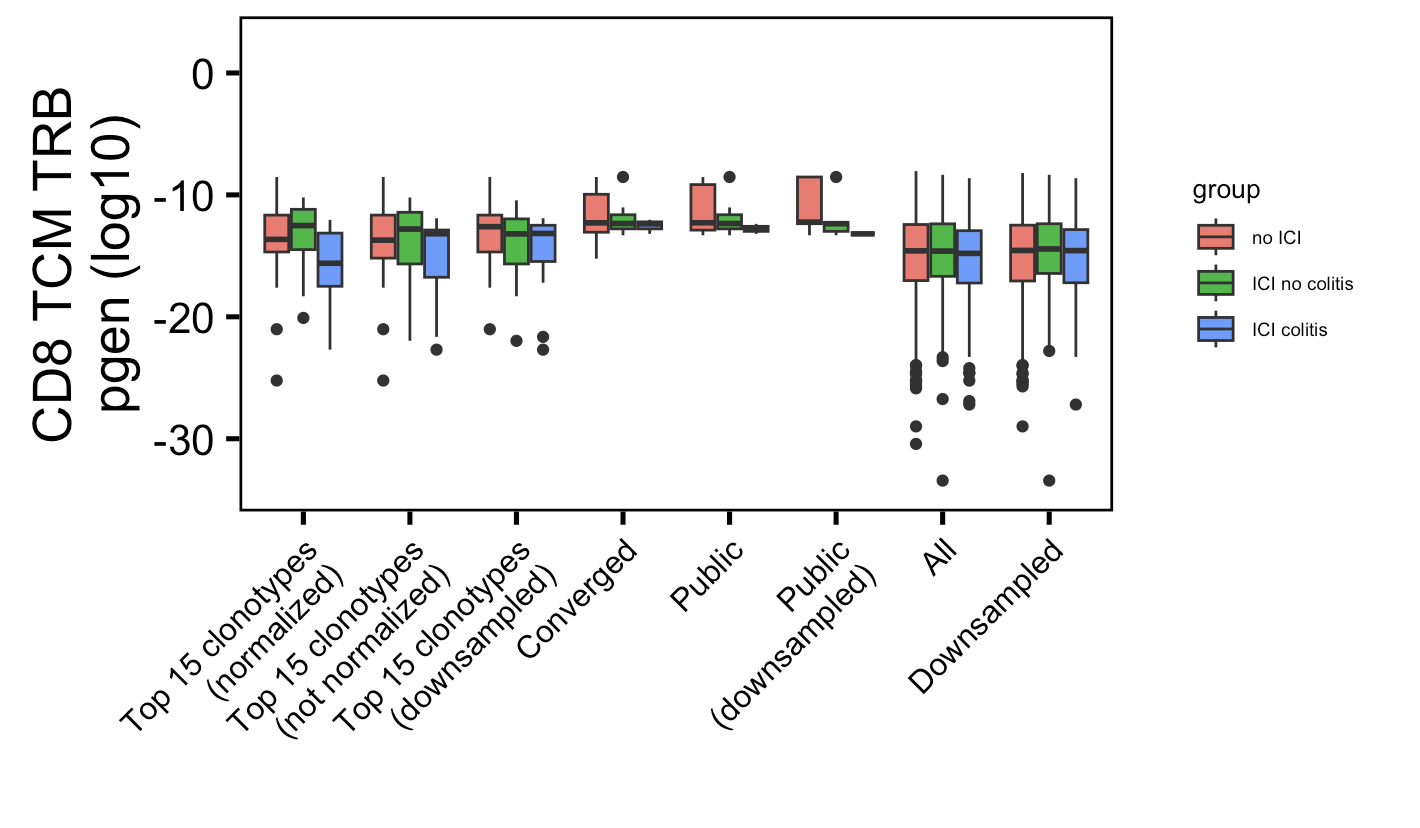 CD8 TCM TRB
pgen (log10)
0
-10
-20
-30
Top 15 clonotypes
(normalized)
Top 15 clonotypes
(not normalized)
Top 15 clonotypes
(downsampled)
Converged
Public
Public
(downsampled)
All
Downsampled
group
no ICI
ICI no colitis
ICI colitis